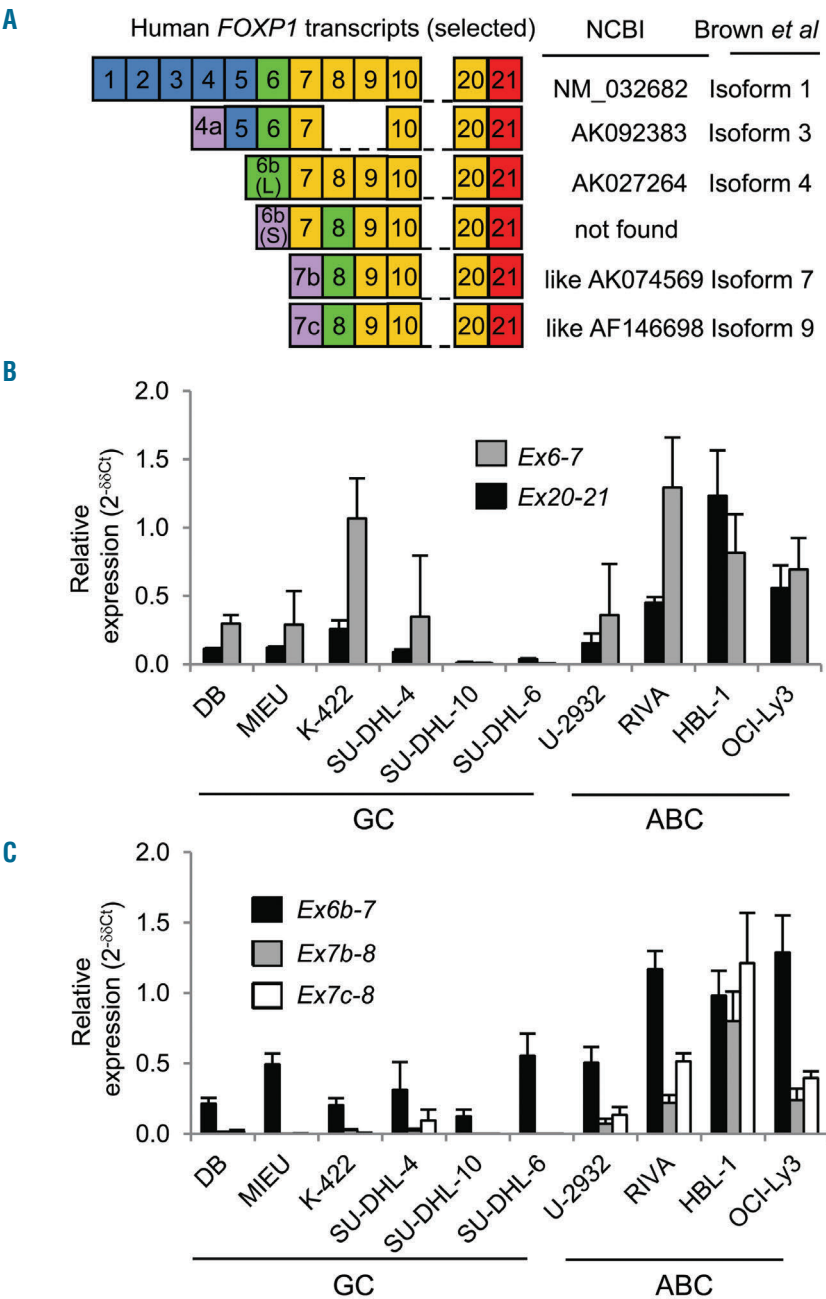 A
Human FOXP1 transcripts (selected) NCBI Brown et al
1 2 3 4 5 6 7 8 9 10 20 21 NM_032682 Isoform 1
4a 5 6 7 10 20 21 AK092383 Isoform 3
6b (L) 7 8 9 10 20 21 AK027264 Isoform 4
6b (S) 7 8 9 10 20 21 not found
7b 8 9 10 20 21 like AK074569 Isoform 7
7c 8 9 10 20 21 like AF146698 Isoform 9
B
Relative
expression (2-δδCt)
2.0
1.5
1.0
0.5
0.0
Ex6-7
Ex20-21
DB MIEU K-422 SU-DHL-4 SU-DHL-10 SU-DHL-6 U-2932 RIVA HBL-1 OCI-Ly3
GC ABC
C
Relative
expression (2-δδCt)
2.0
1.5
1.0
0.5
0.0
Ex6b-7
Ex7b-8
Ex7c-8
DB MIEU K-422 SU-DHL-4 SU-DHL-10 SU-DHL-6 U-2932 RIVA HBL-1 OCI-Ly3
GC ABC